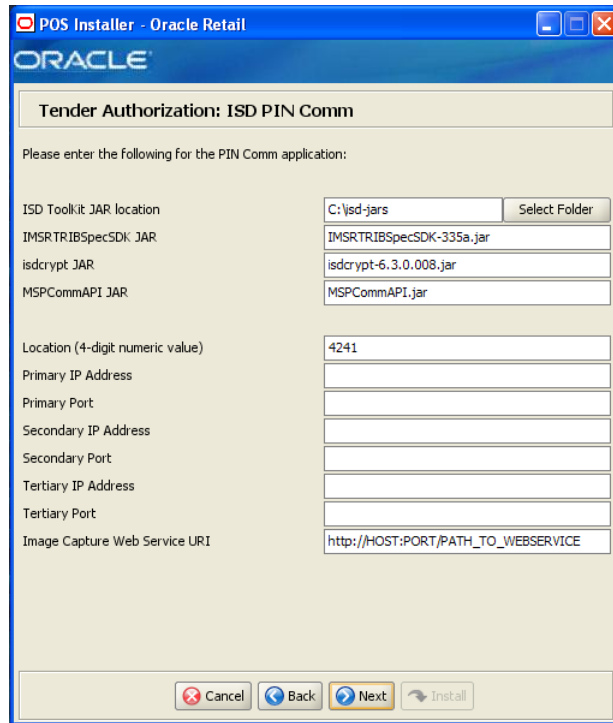 POS Installer - Oracle Retail
ORACLE
Tender Authorization: ISD PIN Comm
Please enter the following for the PIN Comm application:
ISD ToolKit JAR location C:\isd-jars Select Folder
IMSRTRIBSpecSDK JAR IMSRTRIBSpecSDK-335a.jar
isdcrypt JAR isdcrypt-6.3.0.008.jar
MSPCommAPI JAR MSPCommAPI.jar
Location (4-digit numeric value) 4241
Primary IP Address
Primary Port
Secondary IP Address
Secondary Port
Tertiary IP Address
Tertiary Port
Image Capture Web Service URI http://HOST:PORT/PATH_TO_WEBSERVICE
Cancel Back Next Install